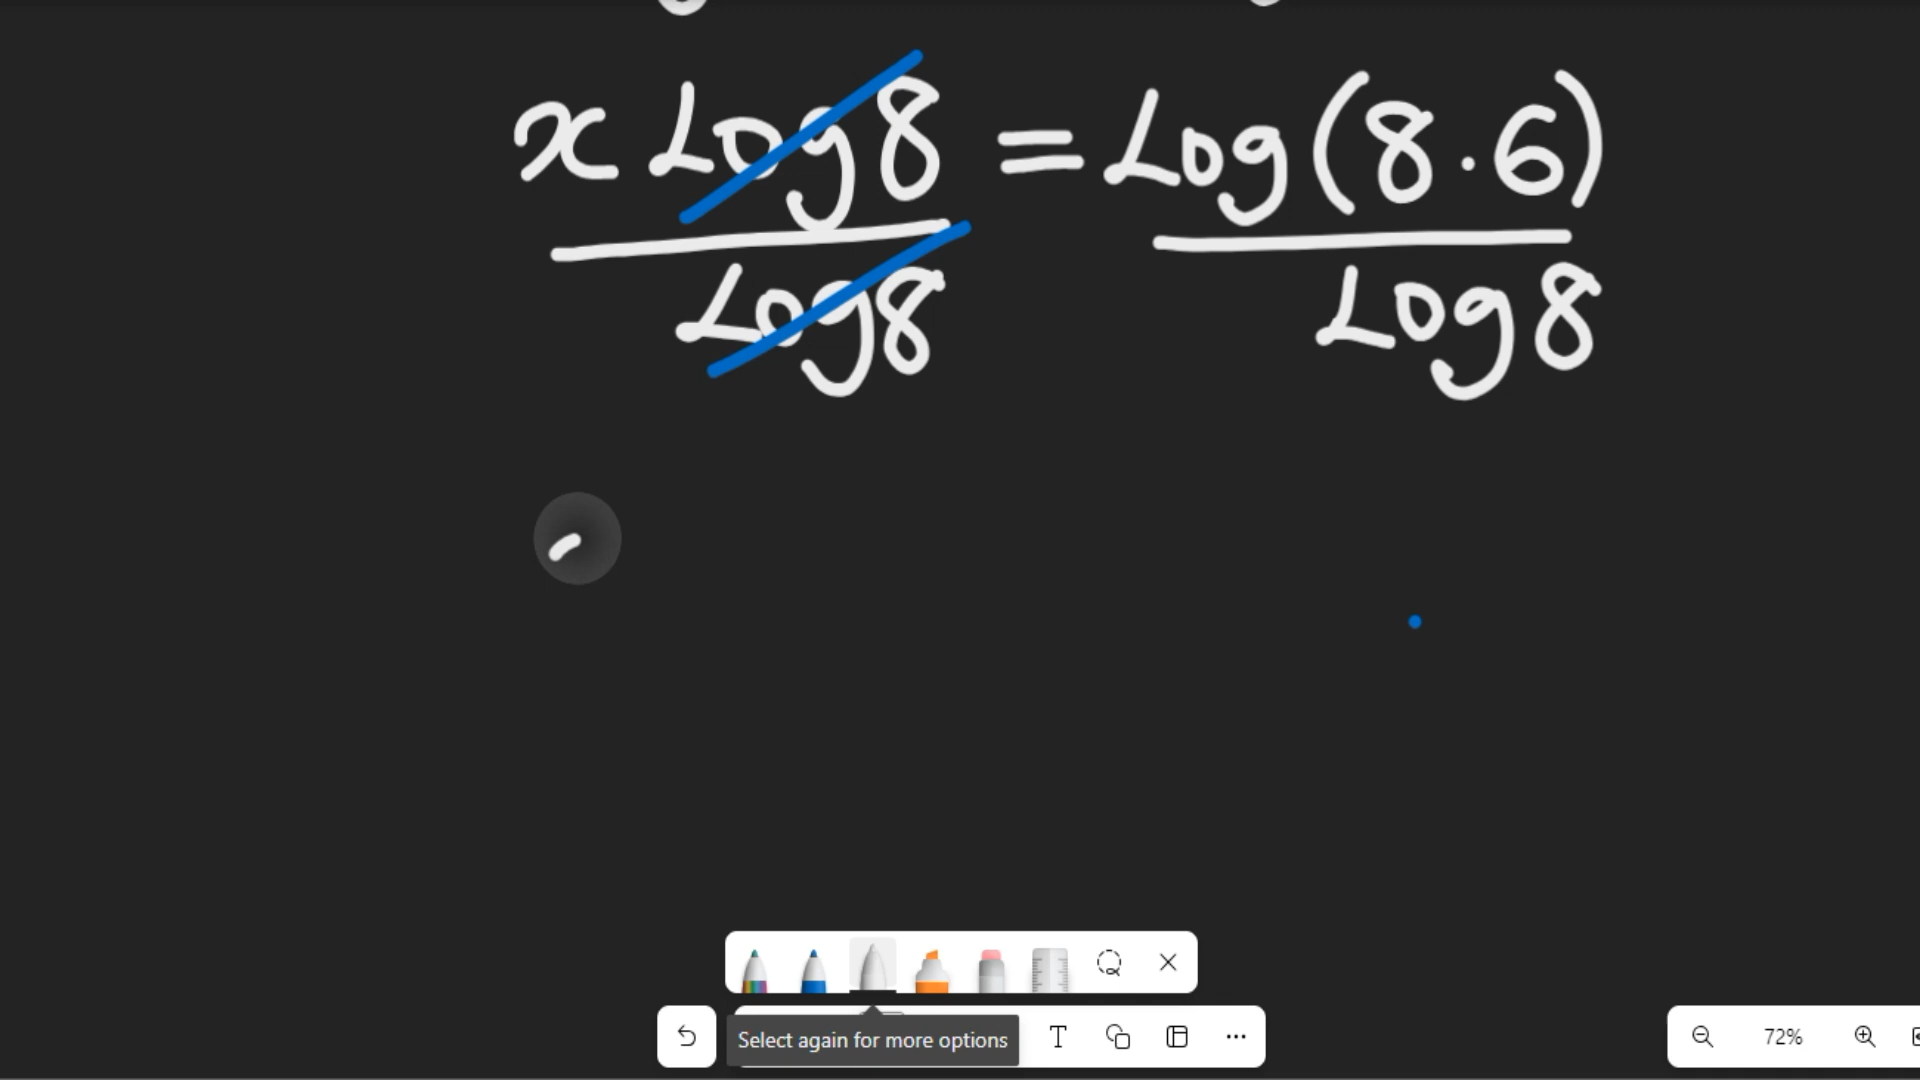 x Log8 = Log(8.6)
Log8 Log8
Select again for more options
T
72%